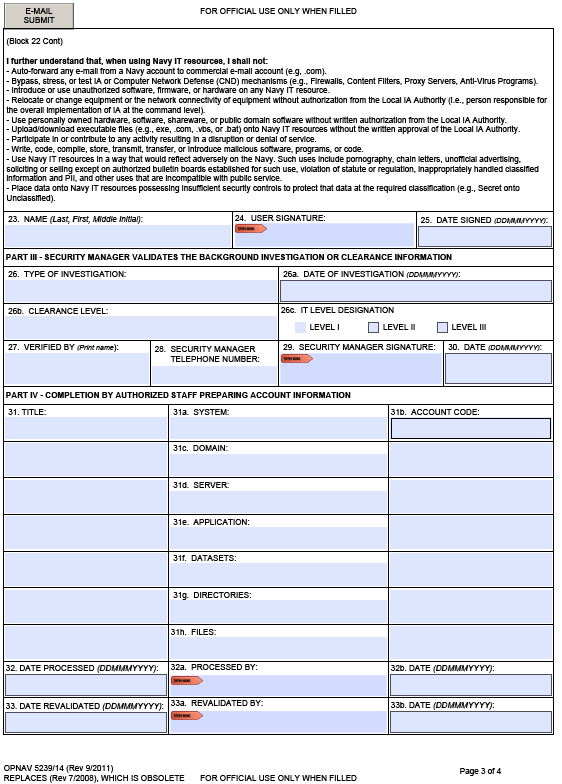 E-MAIL
SUBMIT
FOR OFFICIAL USE ONLY WHEN FILLED
(Block 22 Cont)
I further understand that, when using Navy IT resources, I shall not:
- Auto-forward any e-mail from a Navy account to commercial e-mail account (e.g, .com).
- Bypass, stress, or test IA or Computer Network Defense (CND) mechanisms (e.g., Firewalls, Content Filters, Proxy Servers, Anti-Virus Programs).
- Introduce or use unauthorized software, firmware, or hardware on any Navy IT resource.
- Relocate or change equipment or the network connectivity of equipment without authorization from the Local IA Authority (i.e., person responsible for
the overall implementation of IA at the command level).
- Use personally owned hardware, software, shareware, or public domain software without written authorization from the Local IA Authority.
- Upload/download executable files (e.g., exe, .com, .vbs, or .bat) onto Navy IT resources without the written approval of the Local IA Authority.
- Participate in or contribute to any activity resulting in a disruption or denial of service.
- Write, code, compile, store, transmit, transfer, or introduce malicious software, programs, or code.
- Use Navy IT resources in a way that would reflect adversely on the Navy. Such uses include pornography, chain letters, unofficial advertising,
soliciting or selling except on authorized bulletin boards established for such use, violation of statute or regulation, inappropriately handled classified
information and PII, and other uses that are incompatible with public service.
- Place data onto Navy IT resources possessing insufficient security controls to protect that data at the required classification (e.g., Secret onto
Unclassified).
23. NAME (Last, First, Middle Initial):
24. USER SIGNATURE:
25. DATE SIGNED (DDMMMYYYY):
PART III - SECURITY MANAGER VALIDATES THE BACKGROUND INVESTIGATION OR CLEARANCE INFORMATION
26. TYPE OF INVESTIGATION:
26a. DATE OF INVESTIGATION (DDMMMYYYY):
26b. CLEARANCE LEVEL:
26c. IT LEVEL DESIGNATION
LEVEL I LEVEL II LEVEL III
27. VERIFIED BY (Print name):
28. SECURITY MANAGER
TELEPHONE NUMBER:
29. SECURITY MANAGER SIGNATURE:
30. DATE (DDMMMYYYY):
PART IV - COMPLETION BY AUTHORIZED STAFF PREPARING ACCOUNT INFORMATION
31. TITLE:
31a. SYSTEM:
31b. ACCOUNT CODE:
31c. DOMAIN:
31d. SERVER:
31e. APPLICATION:
31f. DATASETS:
31g. DIRECTORIES:
31h. FILES:
32. DATE PROCESSED (DDMMMYYYY):
32a. PROCESSED BY:
32b. DATE (DDMMMYYYY):
33. DATE REVALIDATED (DDMMMYYYY):
33a. REVALIDATED BY:
33b. DATE (DDMMMYYYY):
OPNAV 5239/14 (Rev 9/2011)
REPLACES (Rev 7/2008), WHICH IS OBSOLETE
FOR OFFICIAL USE ONLY WHEN FILLED
Page 3 of 4